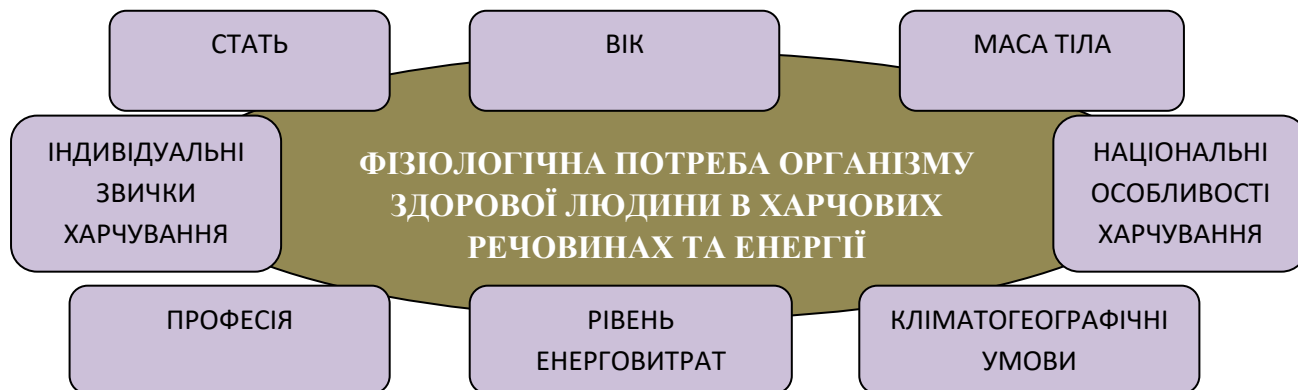 СТАТЬ
ВІК
МАСА ТІЛА
ІНДИВІДУАЛЬНІ
ЗВИЧКИ
ХАРЧУВАННЯ
ФІЗІОЛОГІЧНА ПОТРЕБА ОРГАНІЗМУ
ЗДОРОВОЇ ЛЮДИНИ В ХАРЧОВИХ
РЕЧОВИНАХ ТА ЕНЕРГІЇ
НАЦІОНАЛЬНІ
ОСОБЛИВОСТІ
ХАРЧУВАННЯ
ПРОФЕСІЯ
РІВЕНЬ
ЕНЕРГОВИТРАТ
КЛІМАТОГЕОГРАФІЧНІ
УМОВИ